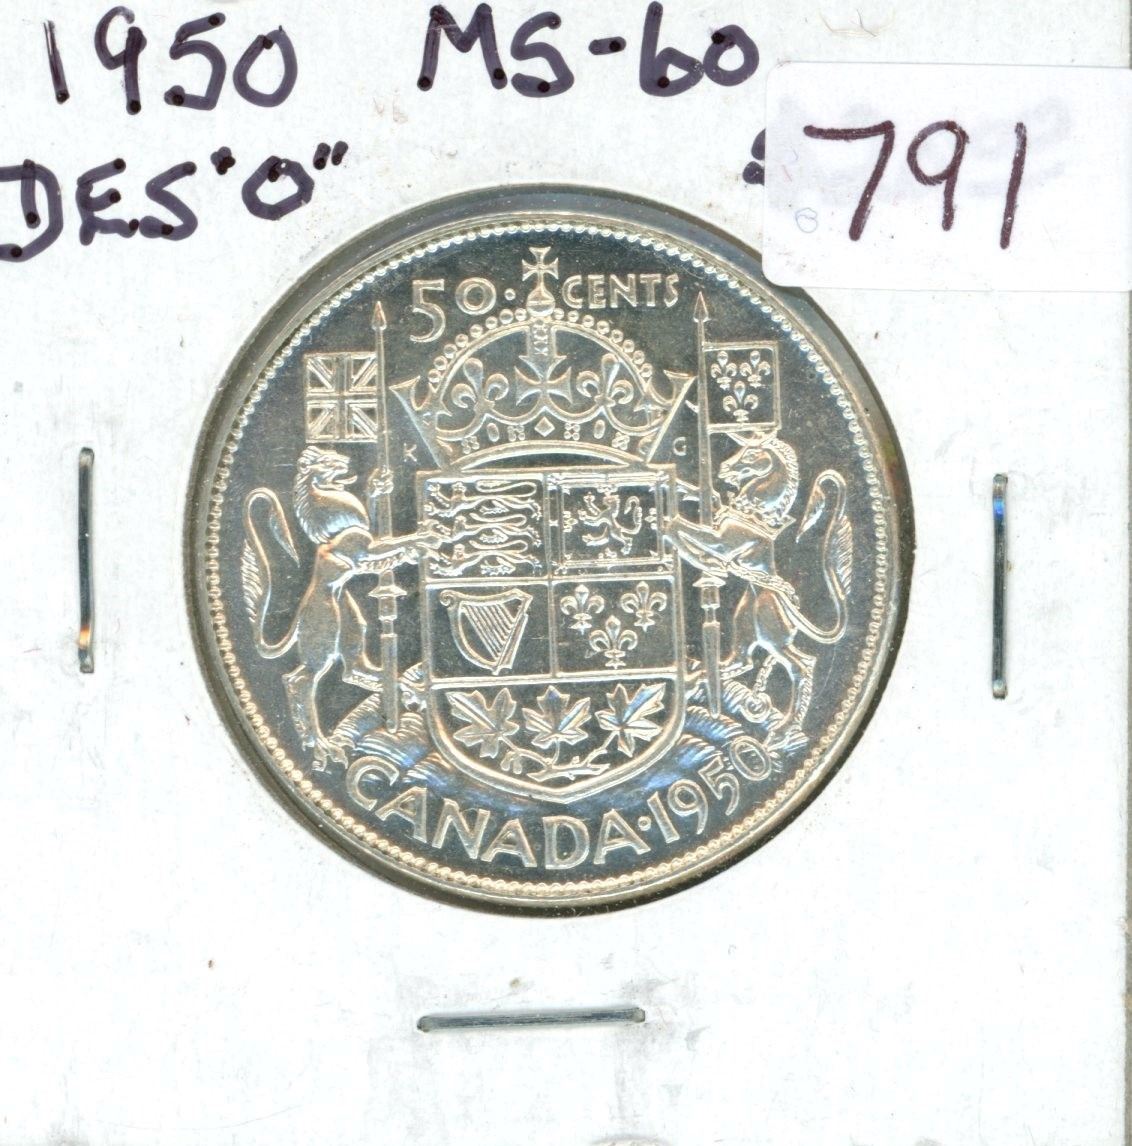 1950 MS-60
DES "O"
791
50 · CENTS
K G
CANADA · 1950